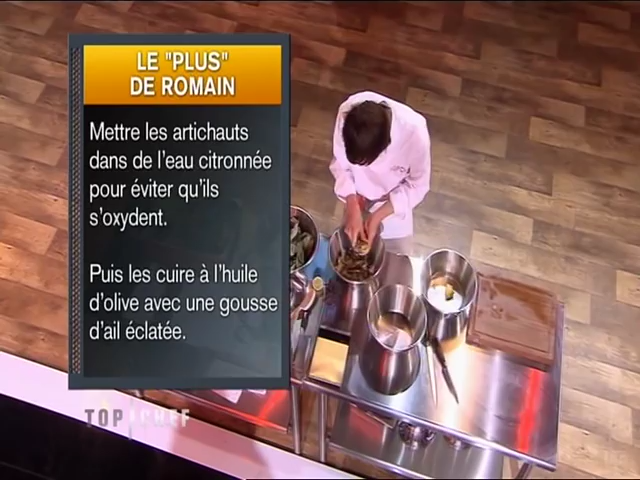 LE "PLUS"
DE ROMAIN
Mettre les artichauts
dans de l'eau citronnée
pour éviter qu'ils
s'oxydent.
Puis les cuire à l'huile
d'olive avec une gousse
d'ail éclatée.
TOP CHEF